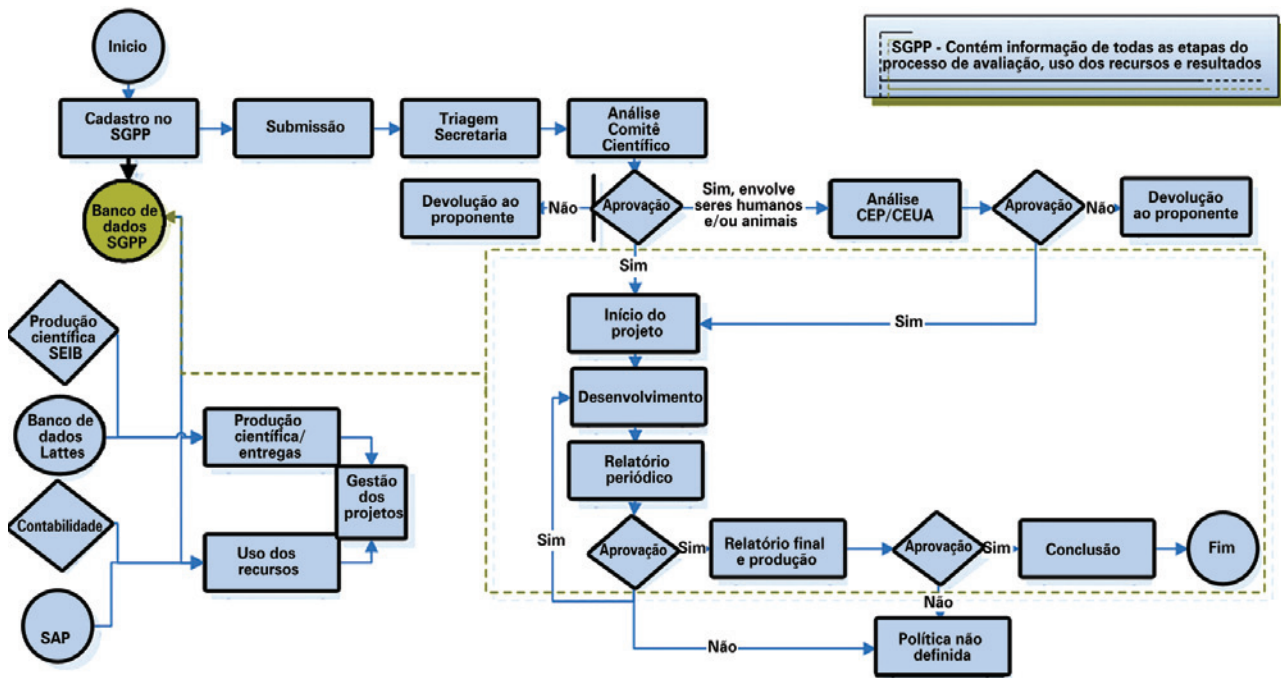 Inicio
SGPP - Contém informação de todas as etapas do
processo de avaliação, uso dos recursos e resultados
Cadastro no
SGPP
Submissão
Triagem
Secretaria
Análise
Comitê
Científico
Banco de
dados
SGPP
Devolução ao
proponente
Não
Aprovação
Sim, envolve
seres humanos
e/ou animais
Análise
CEP/CEUA
Aprovação
Não
Devolução
ao proponente
Sim
Início do
projeto
Sim
Produção
científica
SEIB
Desenvolvimento
Banco de
dados
Lattes
Produção
científica/
entregas
Relatório
periódico
Gestão
dos
projetos
Contabilidade
Uso dos
recursos
Sim
Aprovação
Sim
Relatório final
e produção
Aprovação
Sim
Conclusão
Fim
Não
SAP
Não
Política não
definida